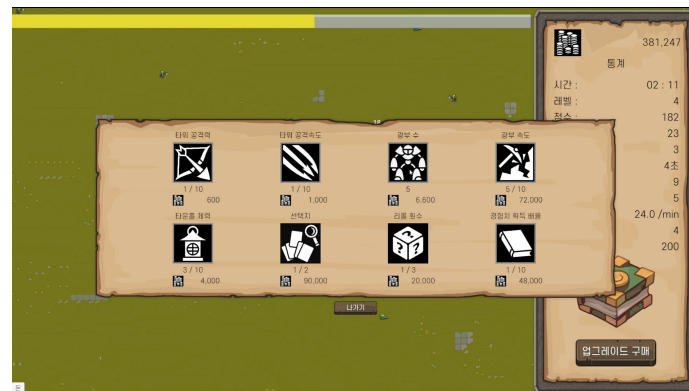 381,247
통계
시간 : 02 : 11
레벨 : 4
점수 : 182
23
3
4초
9
5
24.0 /min
4
200
타워 공격력 타워 공격속도 광부 수 광부 속도
1 / 10 1 / 10 5 5 / 10
600 1,000 6,600 72,000
타운홀 체력 선택지 리롤 횟수 경험치 획득 배율
3 / 10 1 / 2 1 / 3 1 / 10
4,000 90,000 20,000 48,000
나가기
업그레이드 구매